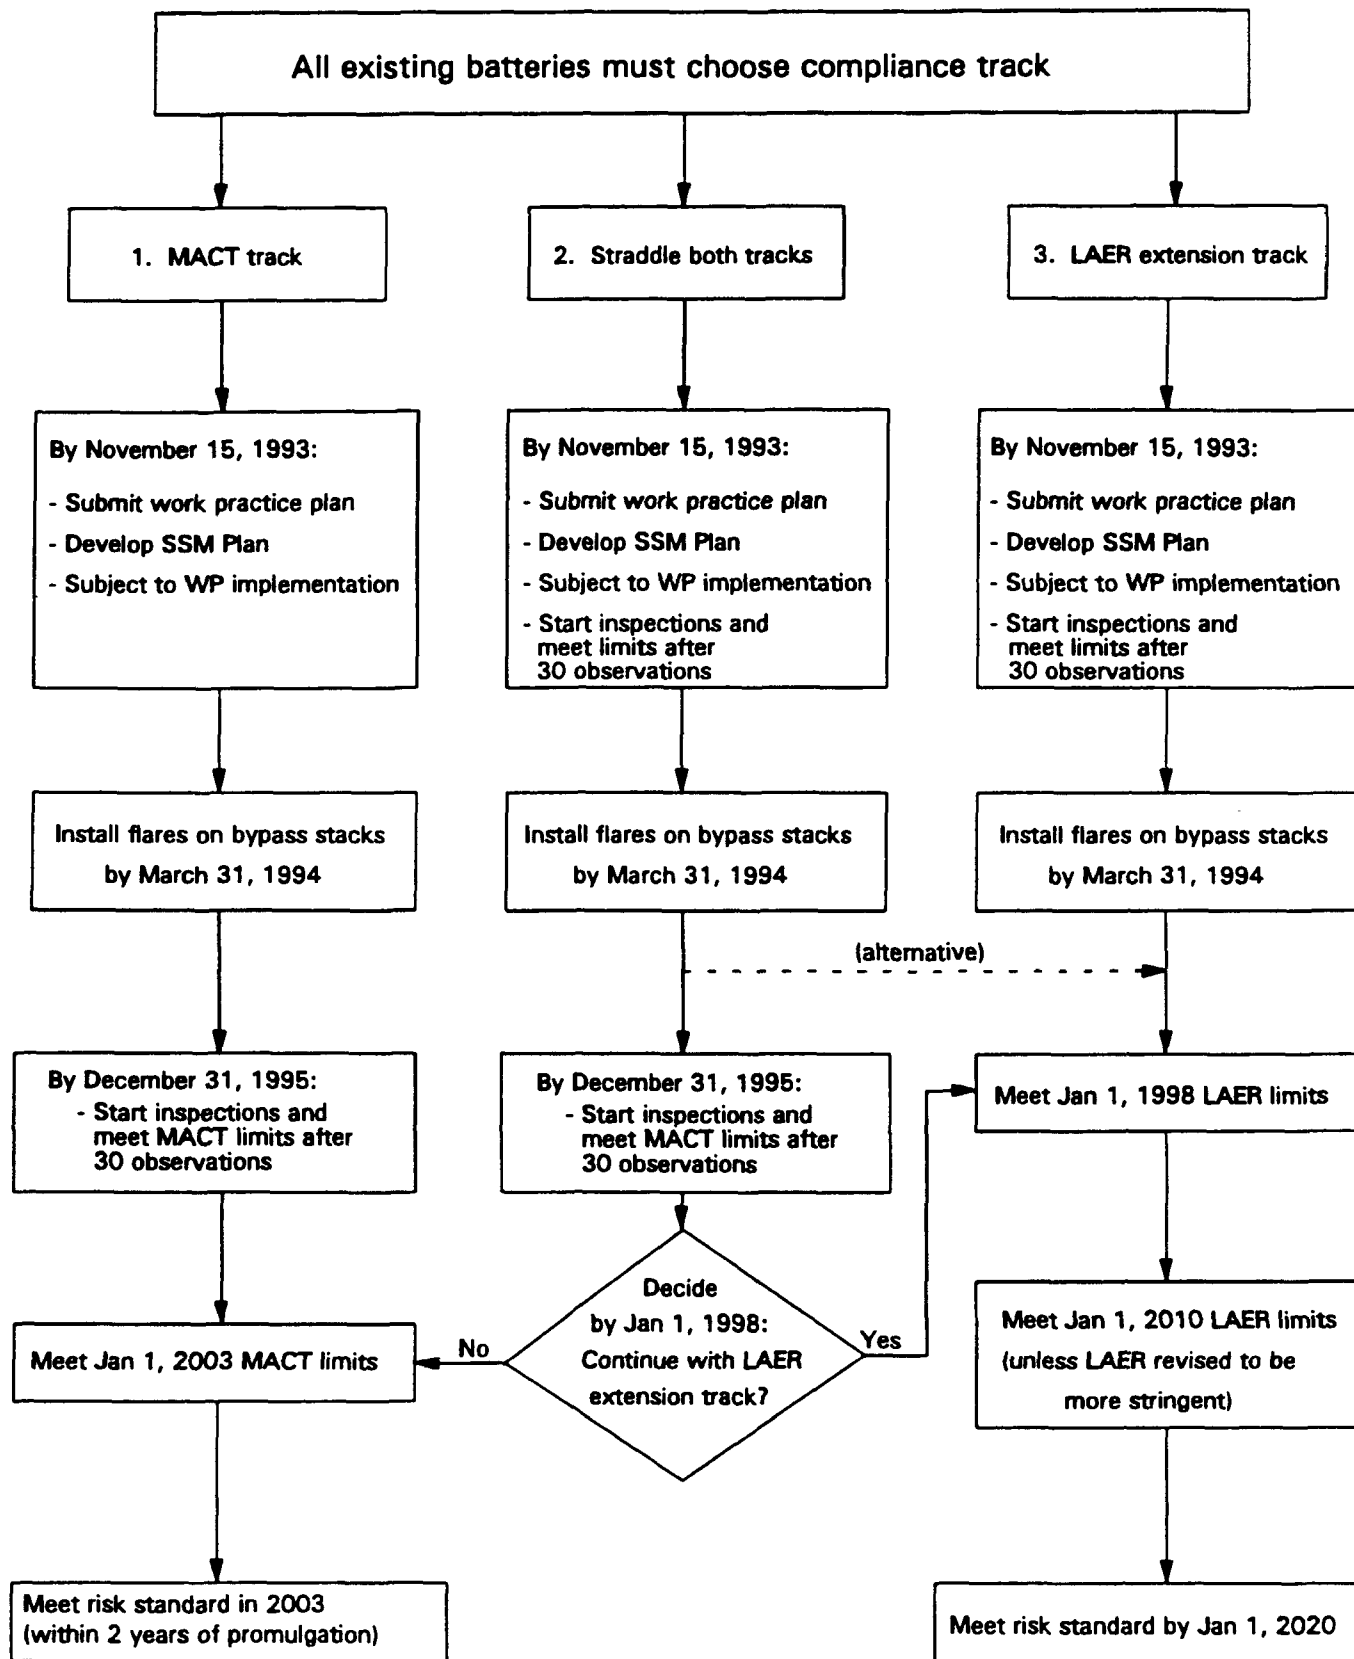 All existing batteries must choose compliance track
1. MACT track
2. Straddle both tracks
3. LAER extension track
By November 15, 1993:
- Submit work practice plan
- Develop SSM Plan
- Subject to WP implementation
By November 15, 1993:
- Submit work practice plan
- Develop SSM Plan
- Subject to WP implementation
- Start inspections and
meet limits after
30 observations
By November 15, 1993:
- Submit work practice plan
- Develop SSM Plan
- Subject to WP implementation
- Start inspections and
meet limits after
30 observations
Install flares on bypass stacks
by March 31, 1994
Install flares on bypass stacks
by March 31, 1994
Install flares on bypass stacks
by March 31, 1994
(alternative)
By December 31, 1995:
- Start inspections and
meet MACT limits after
30 observations
By December 31, 1995:
- Start inspections and
meet MACT limits after
30 observations
Meet Jan 1, 1998 LAER limits
Decide
by Jan 1, 1998:
Continue with LAER
extension track?
No
Yes
Meet Jan 1, 2003 MACT limits
Meet Jan 1, 2010 LAER limits
(unless LAER revised to be
more stringent)
Meet risk standard in 2003
(within 2 years of promulgation)
Meet risk standard by Jan 1, 2020